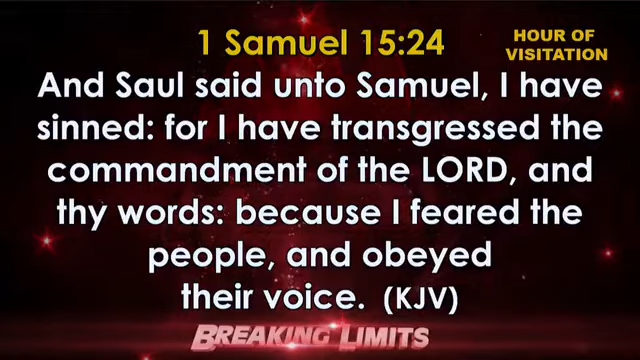 1 Samuel 15:24
HOUR OF
VISITATION
And Saul said unto Samuel, I have
sinned: for I have transgressed the
commandment of the LORD, and
thy words: because I feared the
people, and obeyed
their voice. (KJV)
BREAKING LIMITS